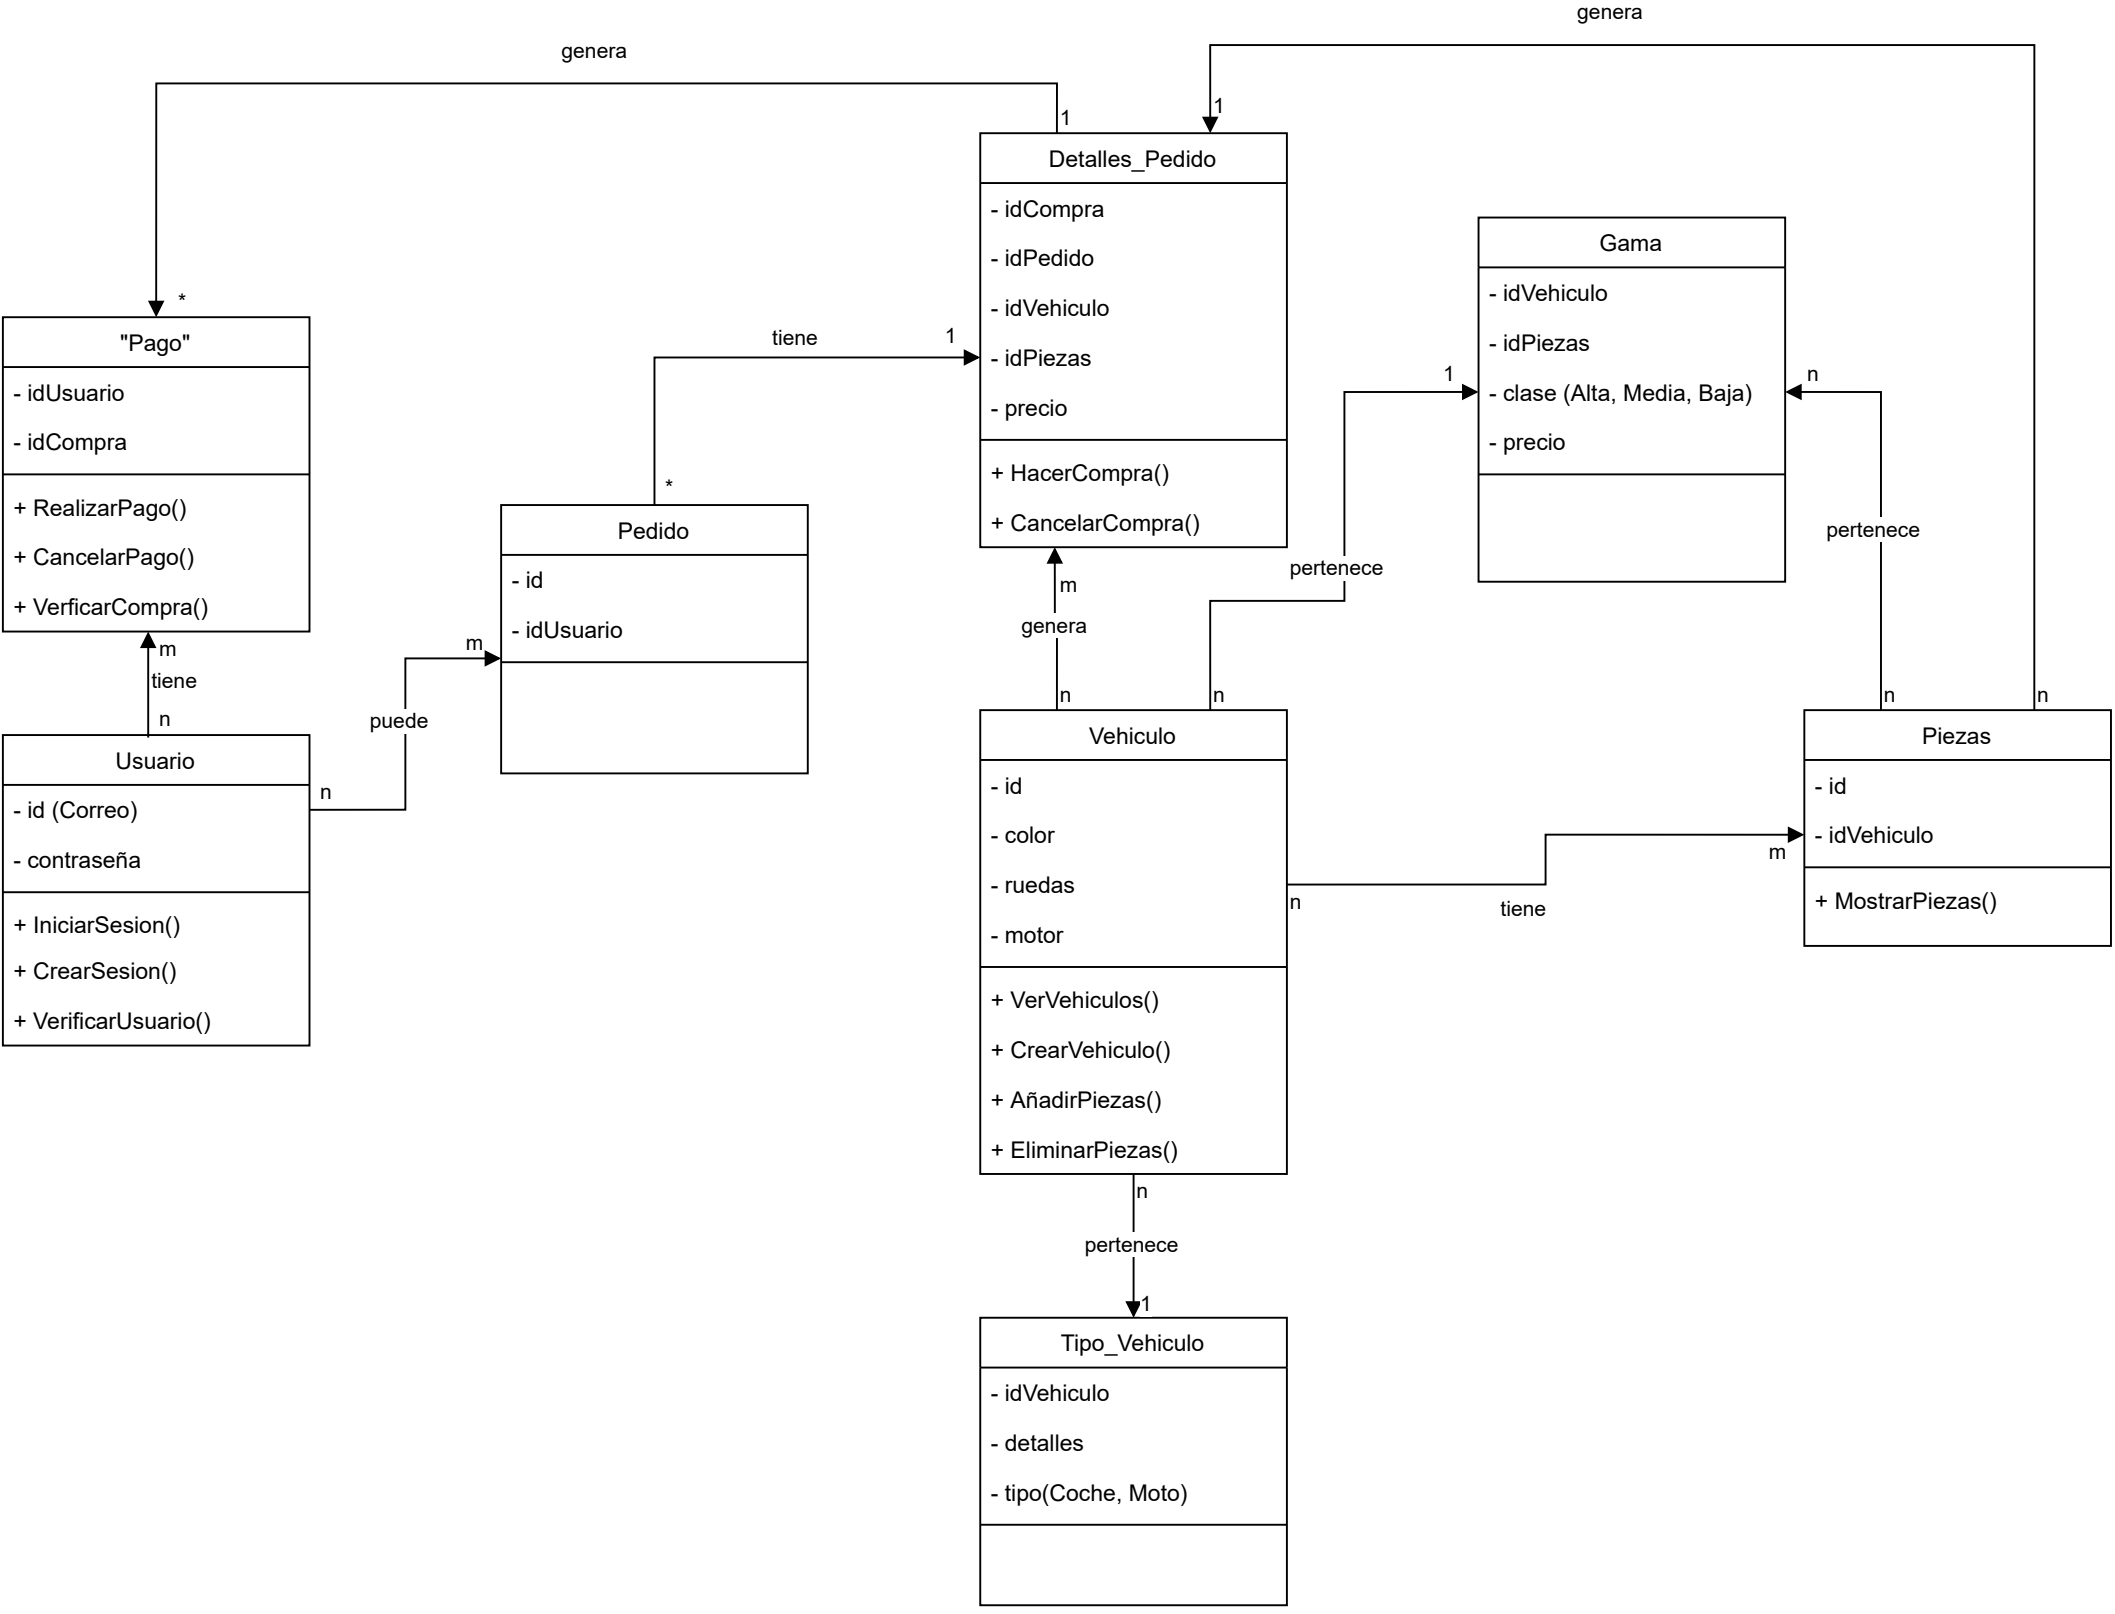 genera
genera
1
1
Detalles_Pedido
- idCompra
- idPedido
- idVehiculo
- idPiezas
- precio
+ HacerCompra()
+ CancelarCompra()
Gama
- idVehiculo
- idPiezas
- clase (Alta, Media, Baja)
- precio
*
"Pago"
- idUsuario
- idCompra
+ RealizarPago()
+ CancelarPago()
+ VerficarCompra()
tiene
1
*
1
n
pertenece
pertenece
Pedido
- id
- idUsuario
m
genera
n
n
n
n
m
tiene
n
m
puede
n
Usuario
- id (Correo)
- contraseña
+ IniciarSesion()
+ CrearSesion()
+ VerificarUsuario()
Vehiculo
- id
- color
- ruedas
- motor
+ VerVehiculos()
+ CrearVehiculo()
+ AñadirPiezas()
+ EliminarPiezas()
Piezas
- id
- idVehiculo
+ MostrarPiezas()
m
n
tiene
n
pertenece
1
Tipo_Vehiculo
- idVehiculo
- detalles
- tipo(Coche, Moto)